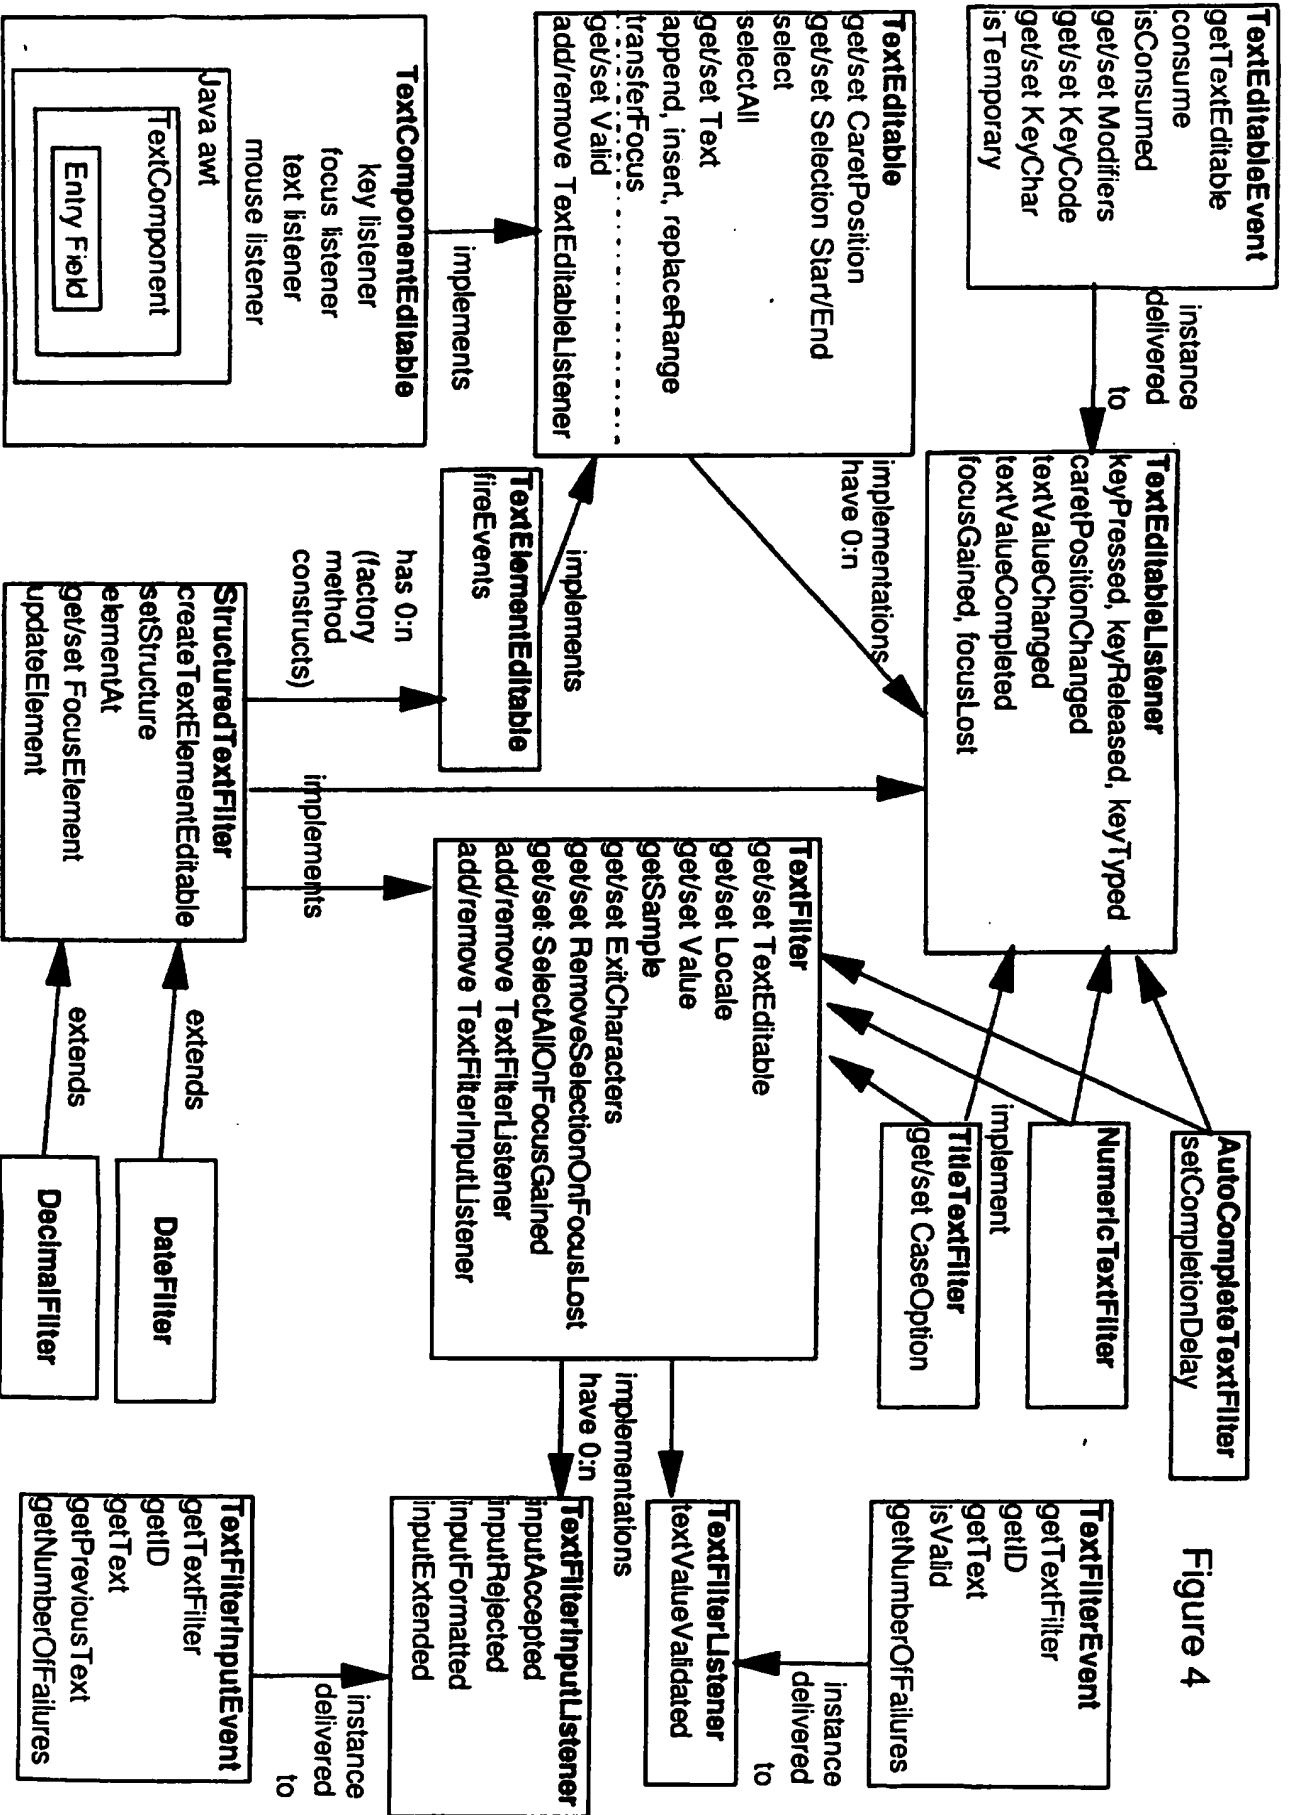 Figure 4
TextEditableEvent
getTextEditable
consume
isConsumed
get/set Modifiers
get/set KeyCode
get/set KeyChar
isTemporary
instance
delivered
to
TextEditableListener
keyPressed, keyReleased, keyTyped
caretPositionChanged
textValueChanged
textValueCompleted
focusGained, focusLost
AutoCompleteTextFilter
setCompletionDelay
NumericTextFilter
TitleTextFilter
get/set CaseOption
implement
TextFilterEvent
getTextFilter
getID
getText
isValid
getNumberOfFailures
instance
delivered
to
TextEditable
get/set CaretPosition
get/set Selection Start/End
select
selectAll
get/set Text
append, insert, replaceRange
transferFocus
get/set Valid
add/remove TextEditableListener
implementations
have 0:n
TextFilter
get/set TextEditable
get/set Locale
get/set Value
getSample
get/set ExitCharacters
get/set RemoveSelectionOnFocusLost
get/set SelectAllOnFocusGained
add/remove TextFilterListener
add/remove TextFilterInputListener
implementations
have 0:n
TextFilterListener
textValueValidated
implements
TextElementEditable
fireEvents
implements
TextFilterInputListener
inputAccepted
inputRejected
inputFormatted
inputExtended
instance
delivered
to
TextComponentEditable
key listener
focus listener
text listener
mouse listener
Java awt
TextComponent
Entry Field
has 0:n
(factory
method
constructs)
implements
StructuredTextFilter
createTextElementEditable
setStructure
elementAt
get/set FocusElement
updateElement
extends
extends
DateFilter
DecimalFilter
TextFilterInputEvent
getTextFilter
getID
getText
getPreviousText
getNumberOfFailures